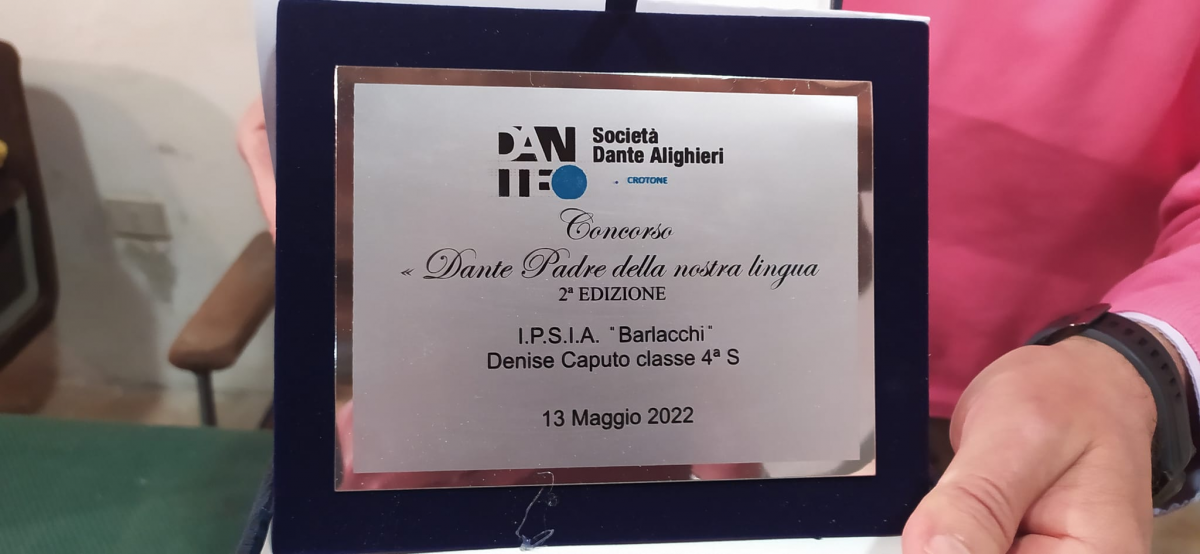 DAN
TE
Società
Dante Alighieri
CROTONE
Concorso
« Dante Padre della nostra lingua
2ª EDIZIONE
I.P.S.I.A. "Barlacchi"
Denise Caputo classe 4ª S
13 Maggio 2022